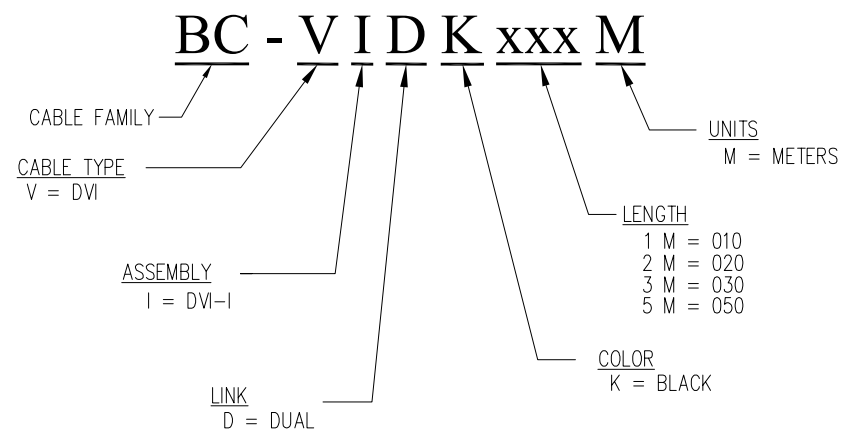 BC - V I D K xxx M
CABLE FAMILY
CABLE TYPE
V = DVI
ASSEMBLY
I = DVI-I
LINK
D = DUAL
UNITS
M = METERS
LENGTH
1 M = 010
2 M = 020
3 M = 030
5 M = 050
COLOR
K = BLACK